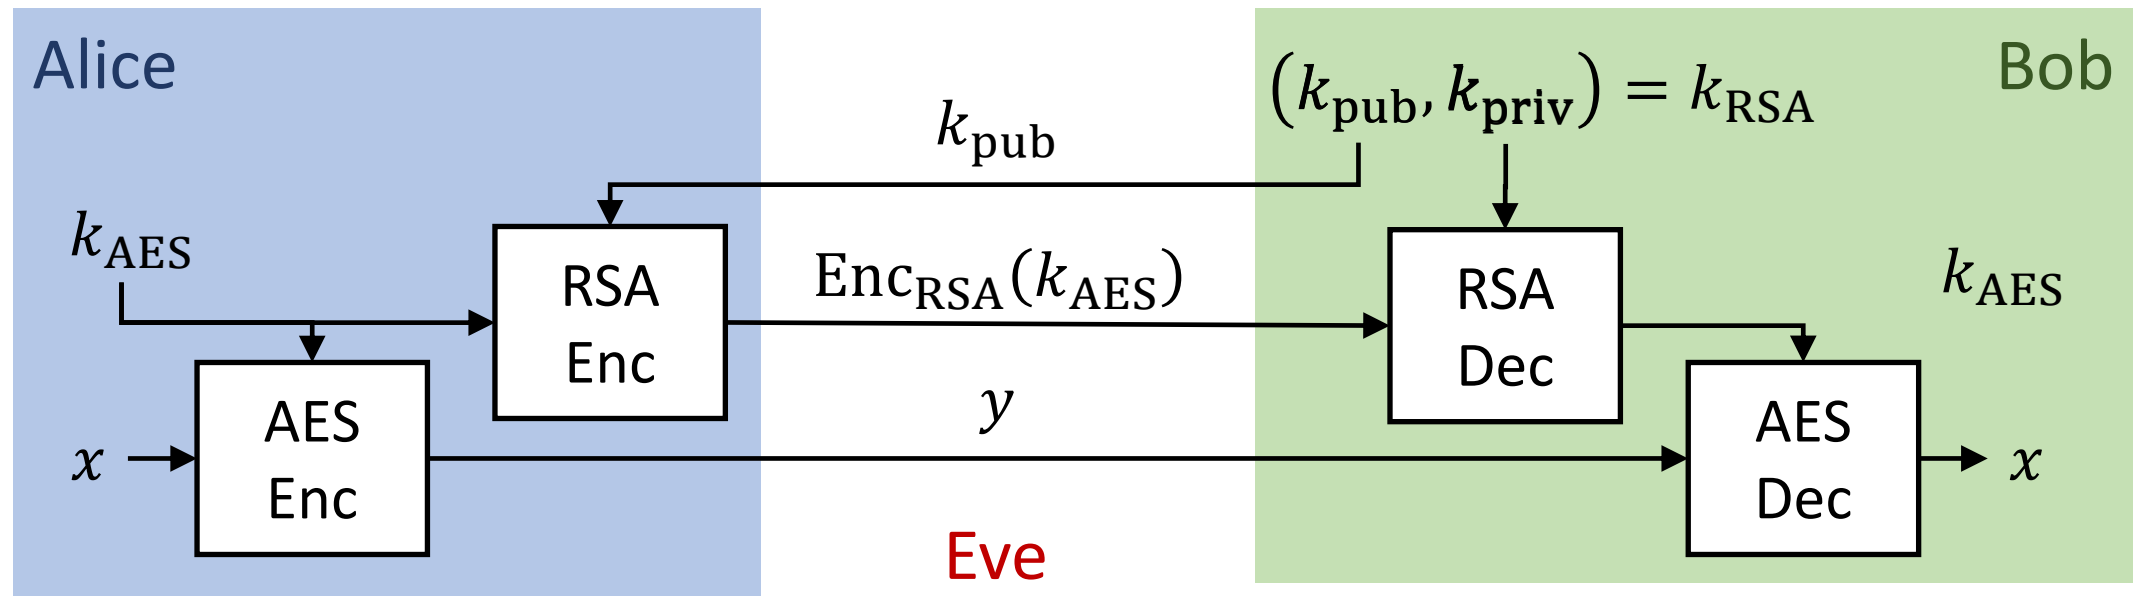 Alice
Bob
(k_pub, k_priv) = k_RSA
k_pub
k_AES
RSA
Enc
Enc_RSA(k_AES)
RSA
Dec
k_AES
AES
Enc
y
AES
Dec
x
x
Eve